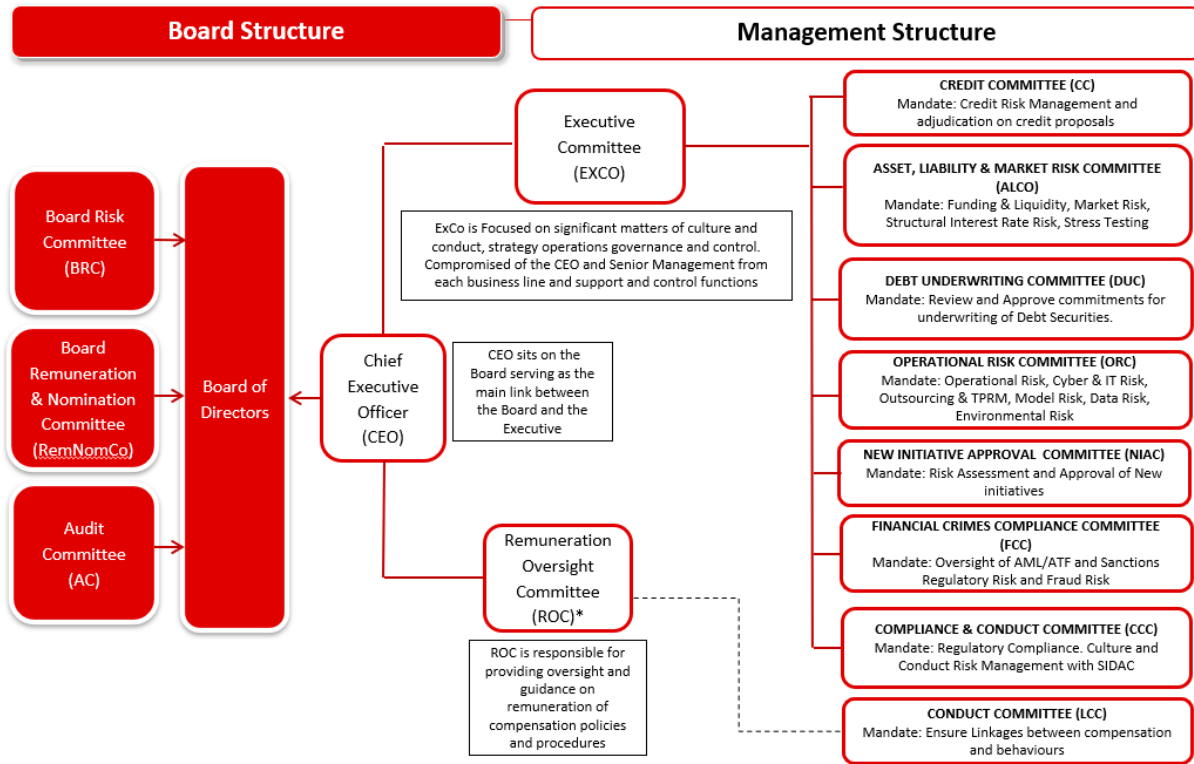 Board Structure
Management Structure
Board Risk
Committee
(BRC)
Board
Remuneration
& Nomination
Committee
(RemNomCo)
Audit
Committee
(AC)
Board of
Directors
Chief
Executive
Officer
(CEO)
CEO sits on the
Board serving as the
main link between
the Board and the
Executive
Executive
Committee
(EXCO)
ExCo is Focused on significant matters of culture and
conduct, strategy operations governance and control.
Compromised of the CEO and Senior Management from
each business line and support and control functions
Remuneration
Oversight
Committee
(ROC)*
ROC is responsible for
providing oversight and
guidance on
remuneration of
compensation policies
and procedures
CREDIT COMMITTEE (CC)
Mandate: Credit Risk Management and
adjudication on credit proposals
ASSET, LIABILITY & MARKET RISK COMMITTEE
(ALCO)
Mandate: Funding & Liquidity, Market Risk,
Structural Interest Rate Risk, Stress Testing
DEBT UNDERWRITING COMMITTEE (DUC)
Mandate: Review and Approve commitments for
underwriting of Debt Securities.
OPERATIONAL RISK COMMITTEE (ORC)
Mandate: Operational Risk, Cyber & IT Risk,
Outsourcing & TPRM, Model Risk, Data Risk,
Environmental Risk
NEW INITIATIVE APPROVAL COMMITTEE (NIAC)
Mandate: Risk Assessment and Approval of New
initiatives
FINANCIAL CRIMES COMPLIANCE COMMITTEE
(FCC)
Mandate: Oversight of AML/ATF and Sanctions
Regulatory Risk and Fraud Risk
COMPLIANCE & CONDUCT COMMITTEE (CCC)
Mandate: Regulatory Compliance. Culture and
Conduct Risk Management with SIDAC
CONDUCT COMMITTEE (LCC)
Mandate: Ensure Linkages between compensation
and behaviours